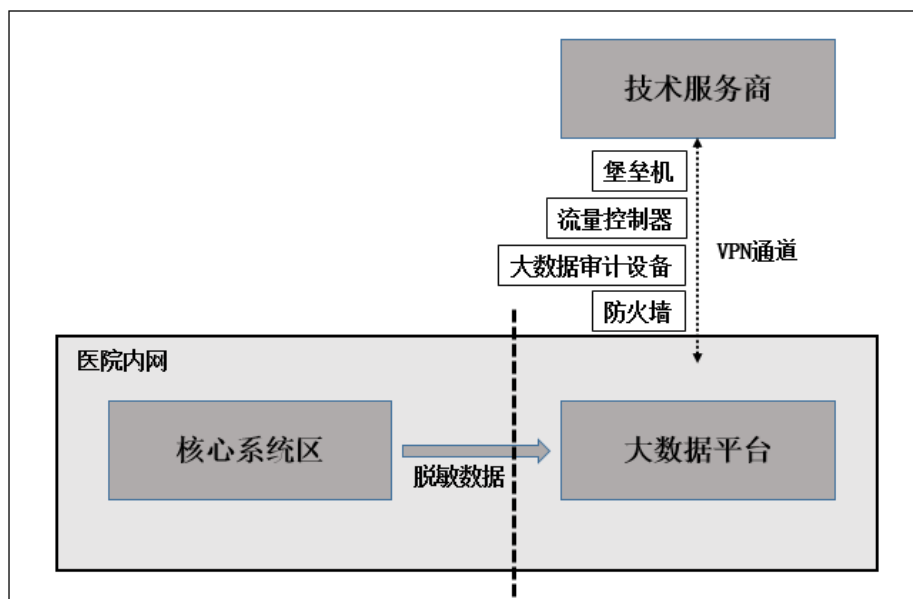 技术服务商
堡垒机
流量控制器
大数据审计设备
防火墙
VPN通道
医院内网
核心系统区
脱敏数据
大数据平台